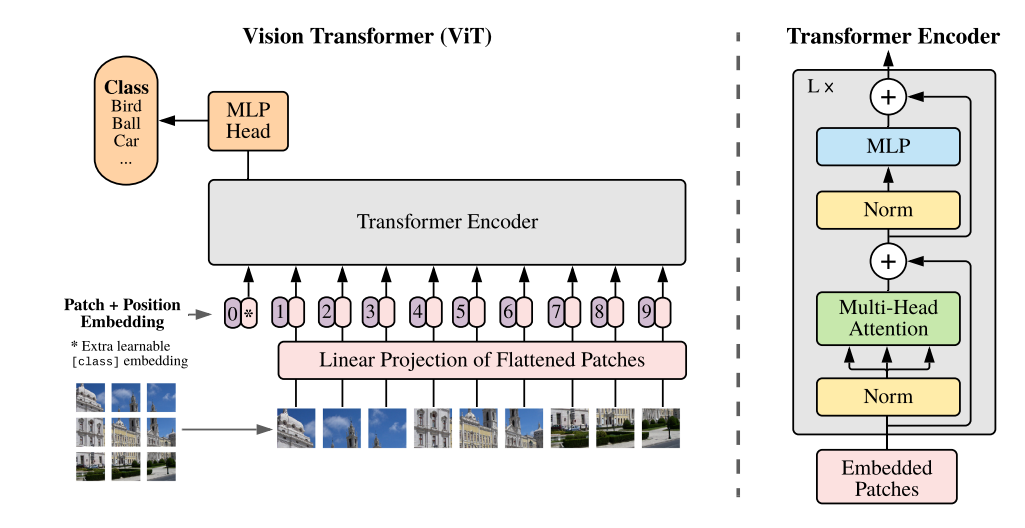 Vision Transformer (ViT)
Class
Bird
Ball
Car
...
MLP
Head
Transformer Encoder
0 * 1 2 3 4 5 6 7 8 9
Patch + Position
Embedding
* Extra learnable
[class] embedding
Linear Projection of Flattened Patches
Transformer Encoder
L x
+
MLP
Norm
+
Multi-Head
Attention
Norm
Embedded
Patches